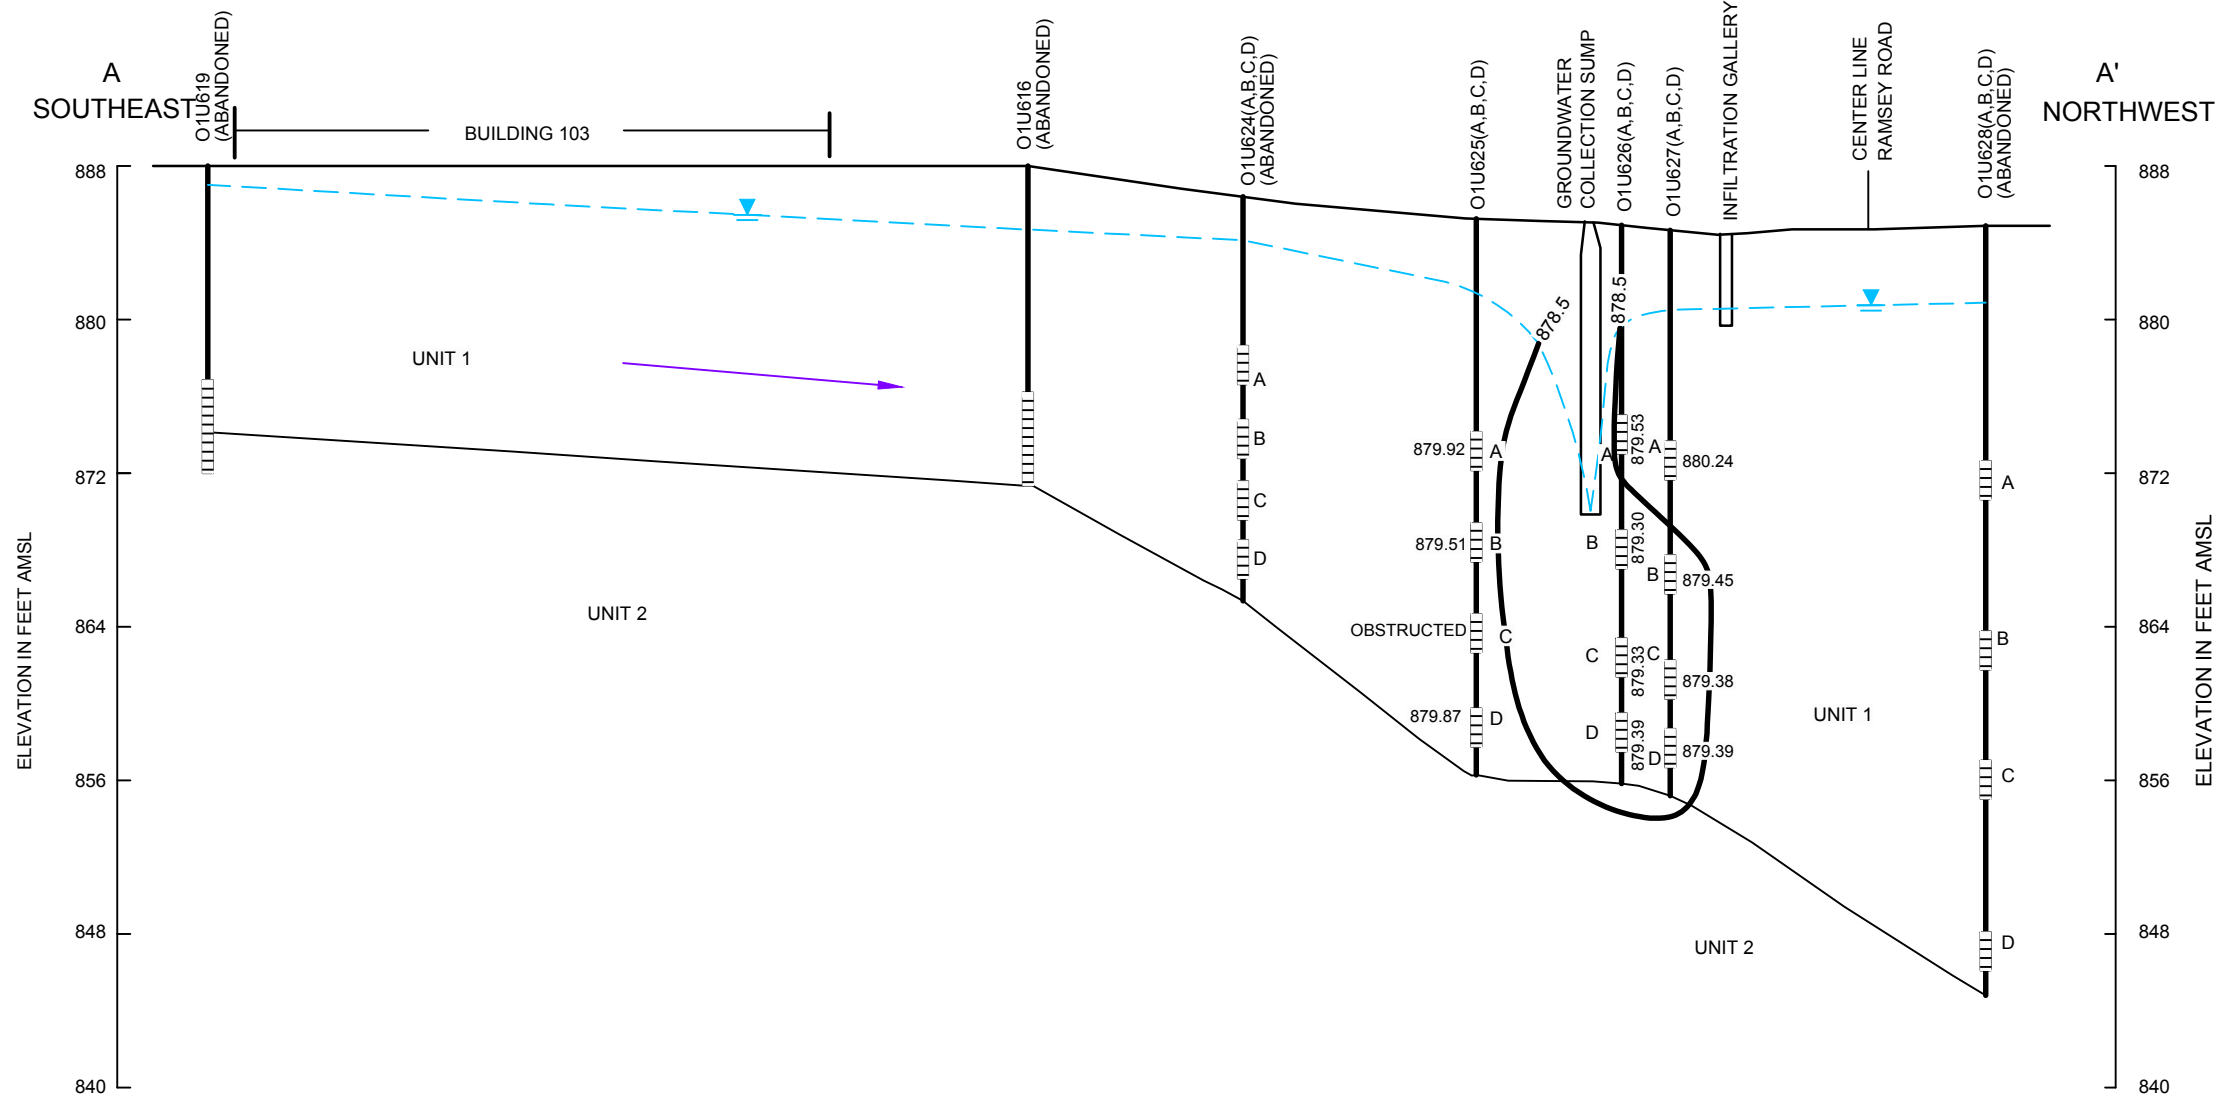 A
SOUTHEAST
O1U619
(ABANDONED)
BUILDING 103
O1U616
(ABANDONED)
O1U624(A,B,C,D)
(ABANDONED)
O1U625(A,B,C,D)
GROUNDWATER
COLLECTION SUMP
O1U626(A,B,C,D)
O1U627(A,B,C,D)
INFILTRATION GALLERY
CENTER LINE
RAMSEY ROAD
O1U628(A,B,C,D)
(ABANDONED)
A'
NORTHWEST
ELEVATION IN FEET AMSL
888
880
872
864
856
848
840
UNIT 1
UNIT 2
A
B
C
D
879.92
A
879.51
B
OBSTRUCTED
C
879.87
D
878.5
878.5
A
879.53
B
879.30
C
879.33
D
879.39
A
880.24
B
879.45
C
879.38
D
879.39
UNIT 1
UNIT 2
A
B
C
D
888
880
872
864
856
848
840
ELEVATION IN FEET AMSL